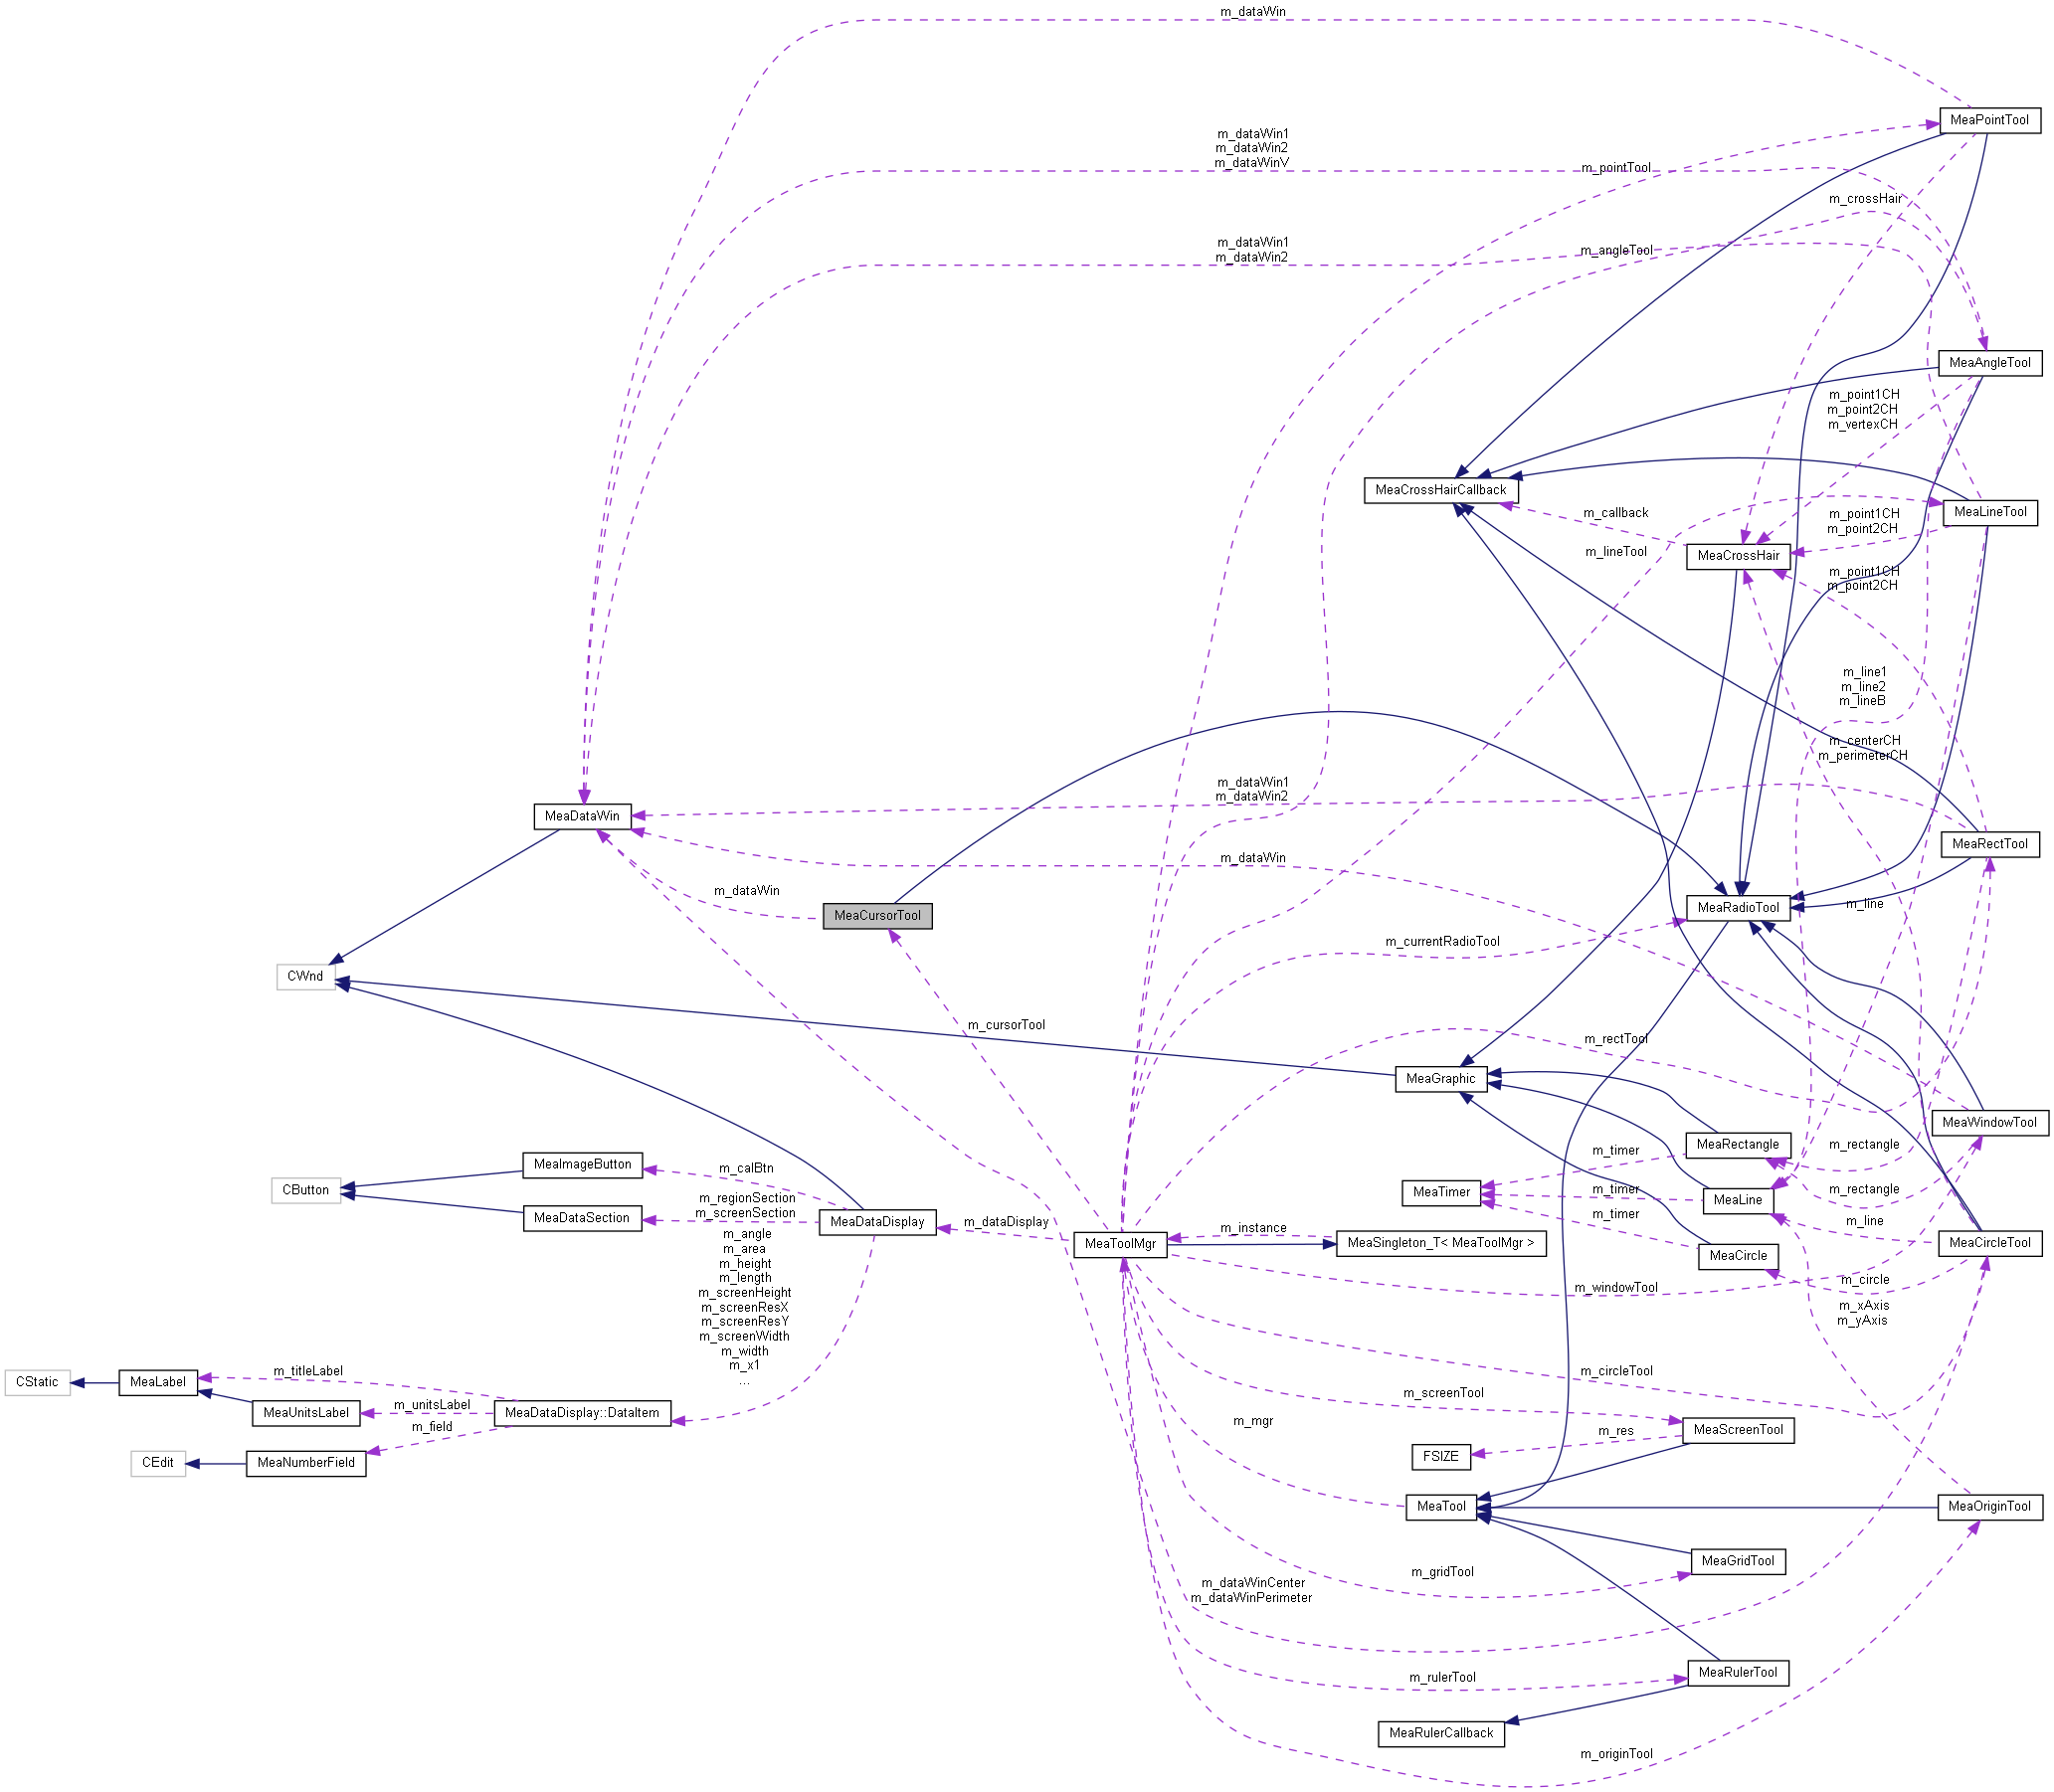 m_dataWin
MeaPointTool
m_dataWin1
m_dataWin2
m_dataWinV
m_pointTool
m_crossHair
m_dataWin1
m_dataWin2
m_angleTool
MeaAngleTool
m_point1CH
m_point2CH
m_vertexCH
MeaCrossHairCallback
m_callback
m_point1CH
m_point2CH
MeaLineTool
m_lineTool
MeaCrossHair
m_point1CH
m_point2CH
m_line1
m_line2
m_lineB
m_centerCH
m_perimeterCH
m_dataWin1
m_dataWin2
MeaDataWin
MeaRectTool
m_dataWin
m_dataWin
MeaCursorTool
MeaRadioTool
m_line
m_currentRadioTool
CWnd
m_cursorTool
m_rectTool
MeaGraphic
MeaWindowTool
MeaRectangle
m_rectangle
m_timer
MeaImageButton
m_calBtn
CButton
MeaTimer
m_timer
MeaLine
m_rectangle
m_regionSection
m_screenSection
MeaDataSection
MeaDataDisplay
m_dataDisplay
m_timer
m_line
m_instance
MeaToolMgr
MeaSingleton_T< MeaToolMgr >
MeaCircle
MeaCircleTool
m_angle
m_area
m_height
m_length
m_screenHeight
m_screenResX
m_screenResY
m_screenWidth
m_width
m_x1
...
m_windowTool
m_circle
m_xAxis
m_yAxis
m_titleLabel
m_circleTool
CStatic
MeaLabel
m_screenTool
MeaUnitsLabel
m_unitsLabel
MeaDataDisplay::DataItem
m_mgr
m_field
m_res
MeaScreenTool
CEdit
MeaNumberField
FSIZE
MeaTool
MeaOriginTool
m_gridTool
MeaGridTool
m_dataWinCenter
m_dataWinPerimeter
m_rulerTool
MeaRulerTool
MeaRulerCallback
m_originTool